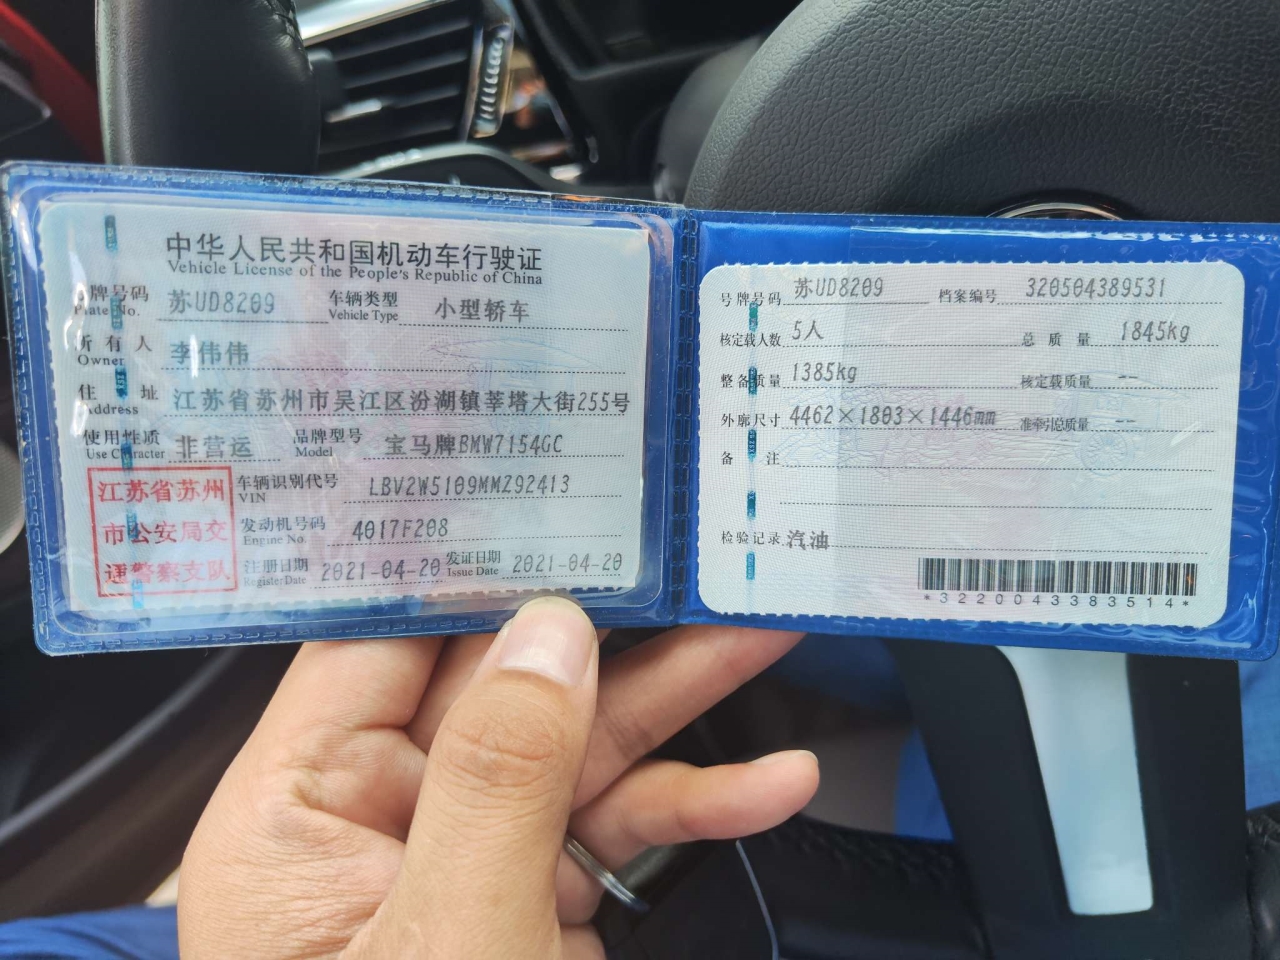 中华人民共和国机动车行驶证
Vehicle License of the People's Republic of China
号牌号码 苏UD8209 车辆类型 小型轿车
Plate No. Vehicle Type
所有人 李伟伟
Owner
住址 江苏省苏州市吴江区汾湖镇莘塔大街255号
Address
使用性质 非营运 品牌型号 宝马牌BMW7154GC
Use Character Model
江苏省苏州
市公安局交
通警察支队
车辆识别代号 LBV2W5109MMZ92413
VIN
发动机号码 4017F208
Engine No.
注册日期 2021-04-20 发证日期 2021-04-20
Register Date Issue Date
号牌号码 苏UD8209 档案编号 320504389531
核定载人数 5人 总质量 1845kg
整备质量 1385kg 核定载质量 --
外廓尺寸 4462×1803×1446mm 准牵引总质量 --
备注
检验记录 汽油
*3220043383514*